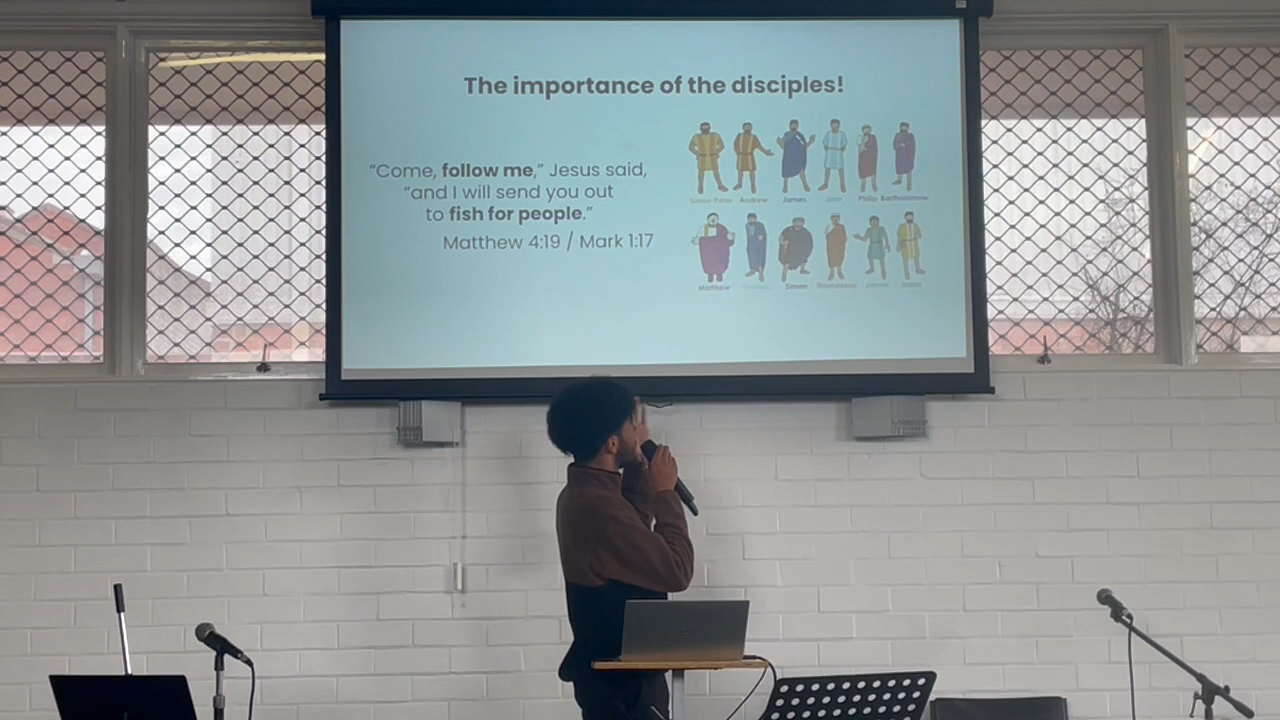 The importance of the disciples!
“Come, follow me,” Jesus said,
“and I will send you out
to fish for people.”
Matthew 4:19 / Mark 1:17
Simon Peter Andrew James John Philip Bartholomew
Matthew Simon Thaddaeus James